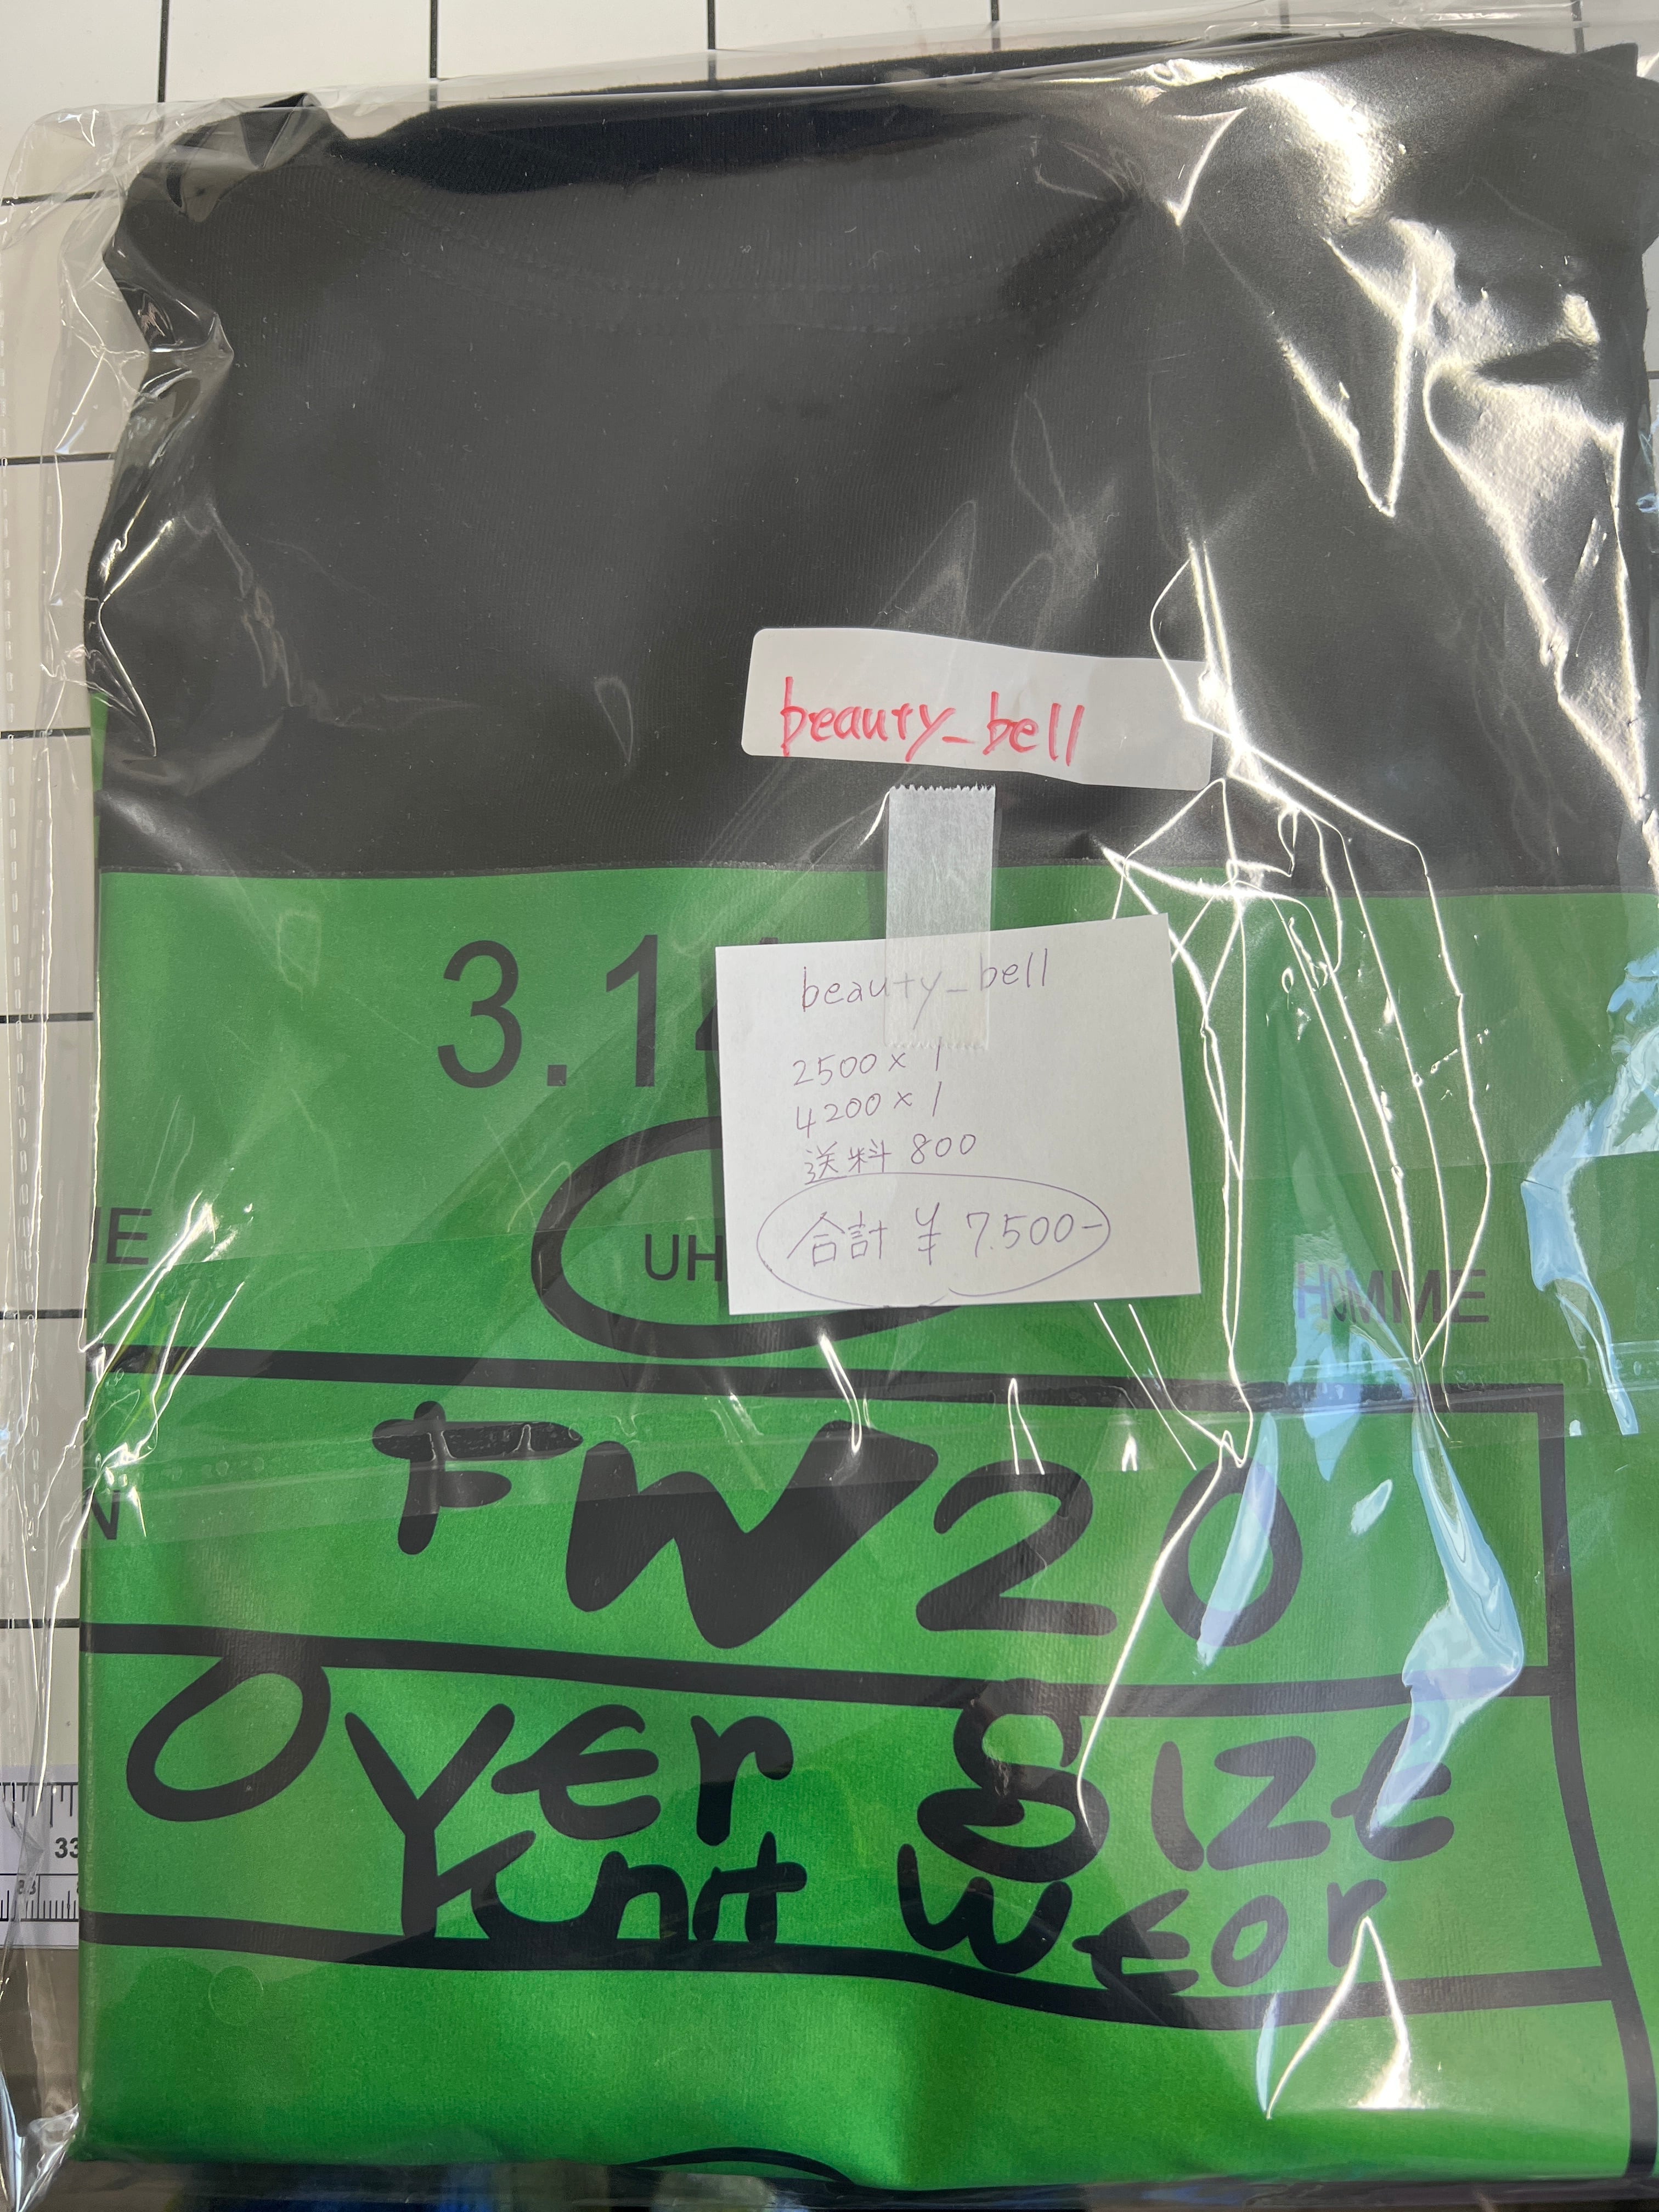 beauty_bell
beauty_bell
2500×1
4200×1
送料 800
合計 ¥ 7.500-
3.1
UH
HOMME
FW20
OVEr SIZE
Knit WEar
33